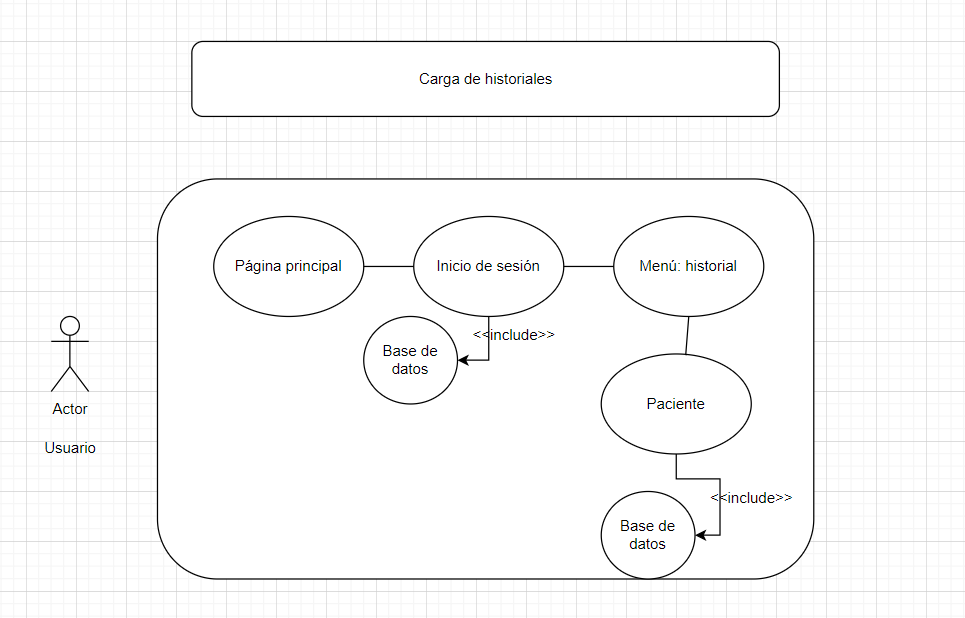 Carga de historiales
Página principal
Inicio de sesión
Menú: historial
<<include>>
Base de
datos
Actor
Usuario
Paciente
<<include>>
Base de
datos